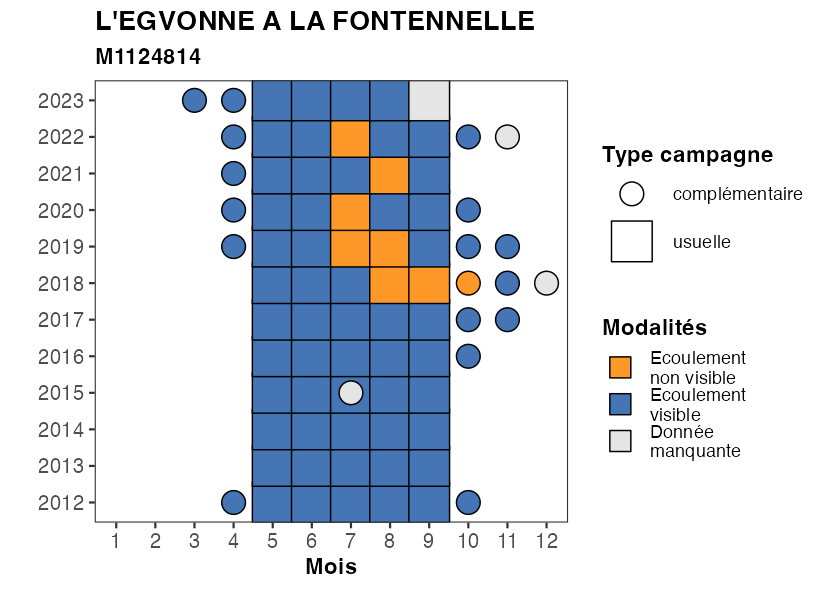 L'EGVONNE A LA FONTENNELLE
M1124814
2023
2022
2021
2020
2019
2018
2017
2016
2015
2014
2013
2012
1 2 3 4 5 6 7 8 9 10 11 12
Mois
Type campagne
complémentaire
usuelle
Modalités
Ecoulement
non visible
Ecoulement
visible
Donnée
manquante